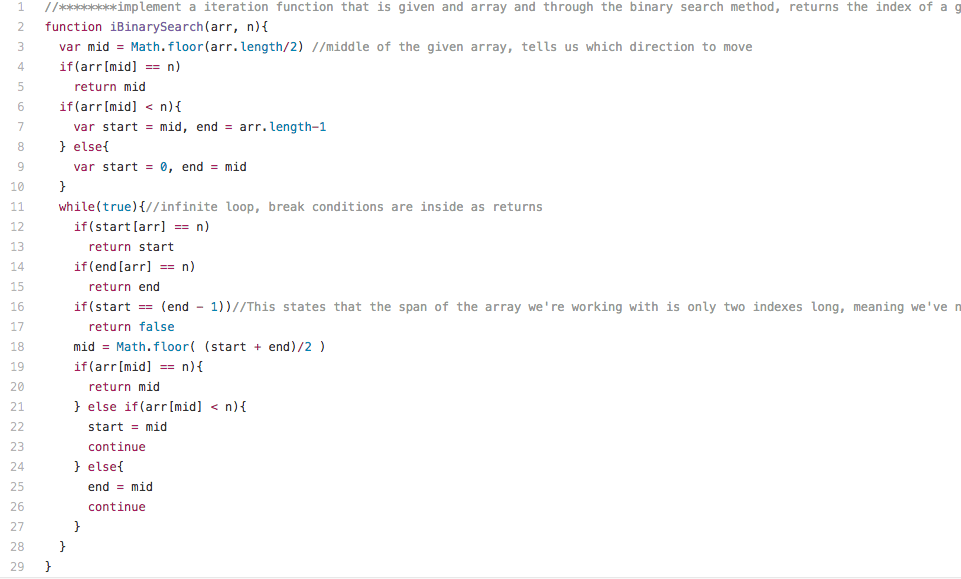 1 //********implement a iteration function that is given and array and through the binary search method, returns the index of a g
2 function iBinarySearch(arr, n){
3 var mid = Math.floor(arr.length/2) //middle of the given array, tells us which direction to move
4 if(arr[mid] == n)
5 return mid
6 if(arr[mid] < n){
7 var start = mid, end = arr.length-1
8 } else{
9 var start = 0, end = mid
10 }
11 while(true){//infinite loop, break conditions are inside as returns
12 if(start[arr] == n)
13 return start
14 if(end[arr] == n)
15 return end
16 if(start == (end - 1))//This states that the span of the array we're working with is only two indexes long, meaning we've n
17 return false
18 mid = Math.floor( (start + end)/2 )
19 if(arr[mid] == n){
20 return mid
21 } else if(arr[mid] < n){
22 start = mid
23 continue
24 } else{
25 end = mid
26 continue
27 }
28 }
29 }